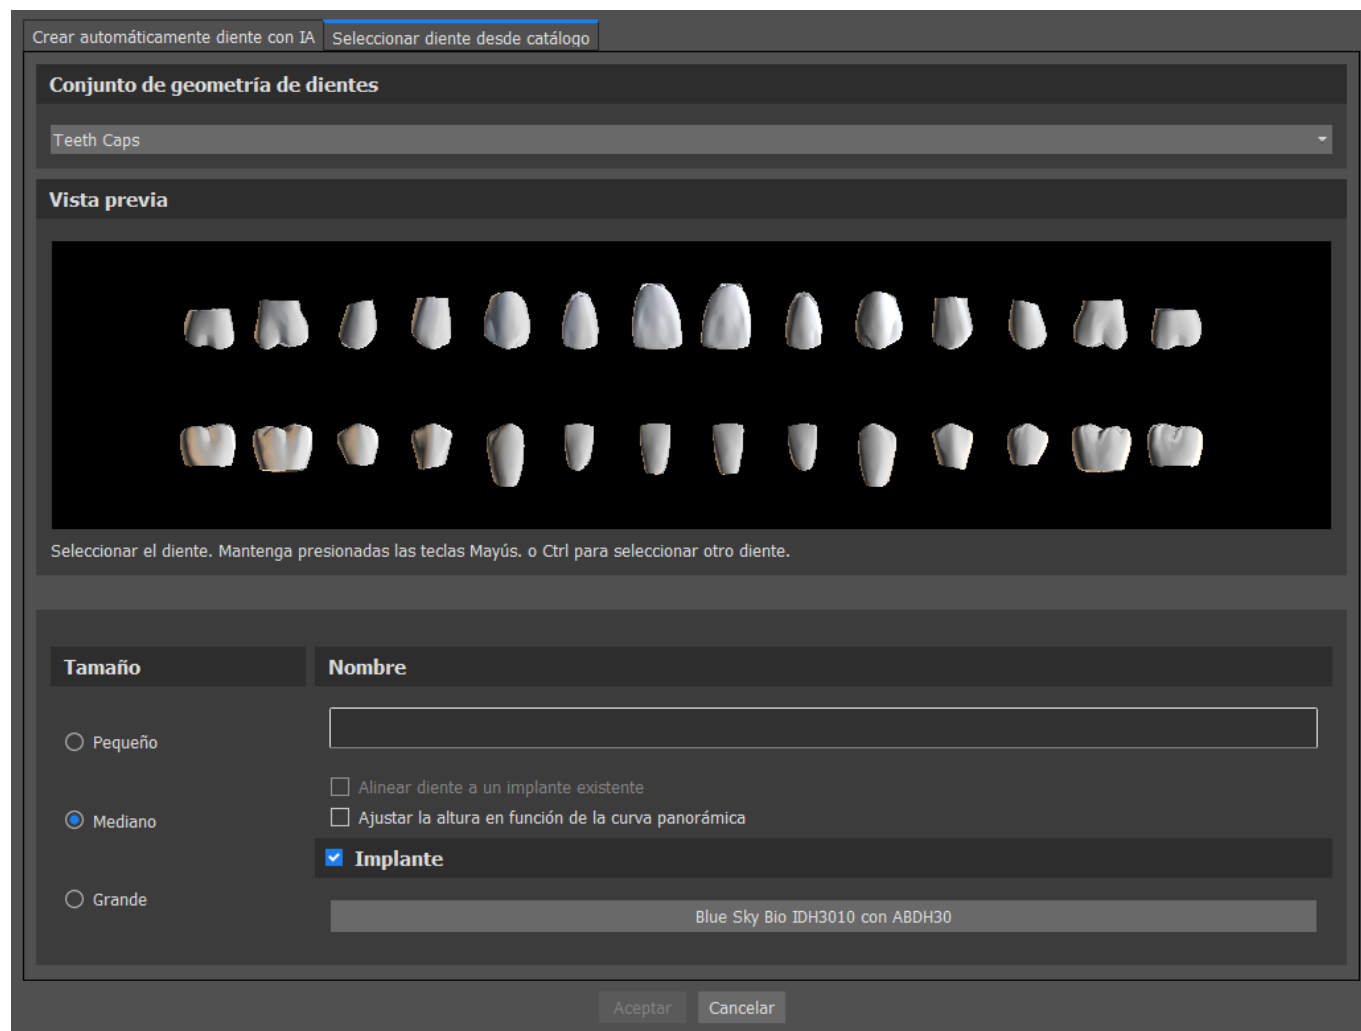 Crear automáticamente diente con IA
Seleccionar diente desde catálogo
Conjunto de geometría de dientes
Teeth Caps
Vista previa
Seleccionar el diente. Mantenga presionadas las teclas Mayús. o Ctrl para seleccionar otro diente.
Tamaño
Nombre
Pequeño
Alinear diente a un implante existente
Mediano
Ajustar la altura en función de la curva panorámica
Implante
Grande
Blue Sky Bio IDH3010 con ABDH30
Aceptar
Cancelar